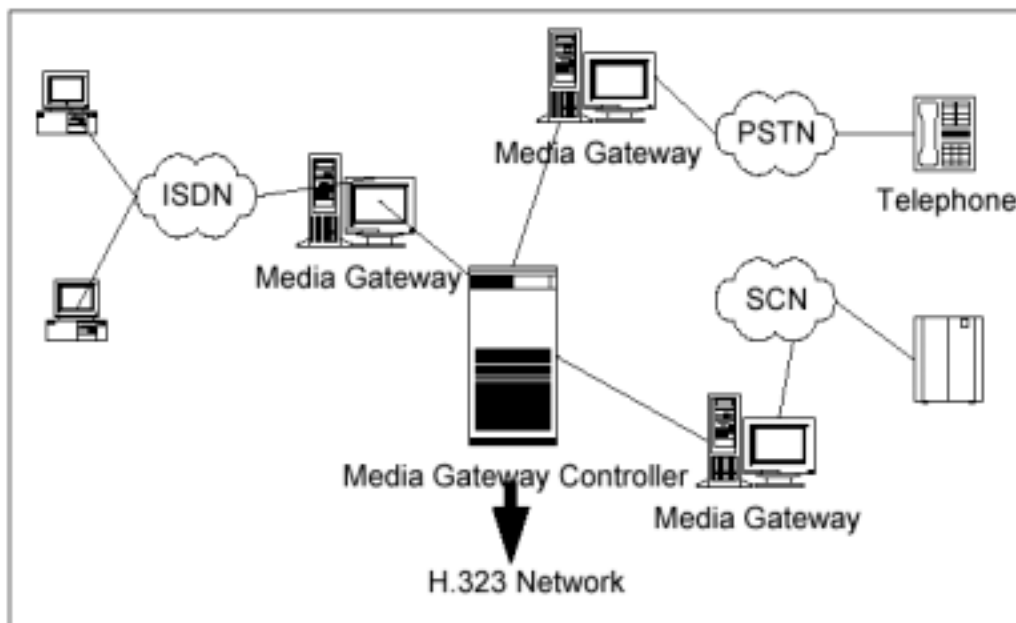 Media Gateway
PSTN
Telephone
ISDN
Media Gateway
SCN
Media Gateway Controller
Media Gateway
H.323 Network